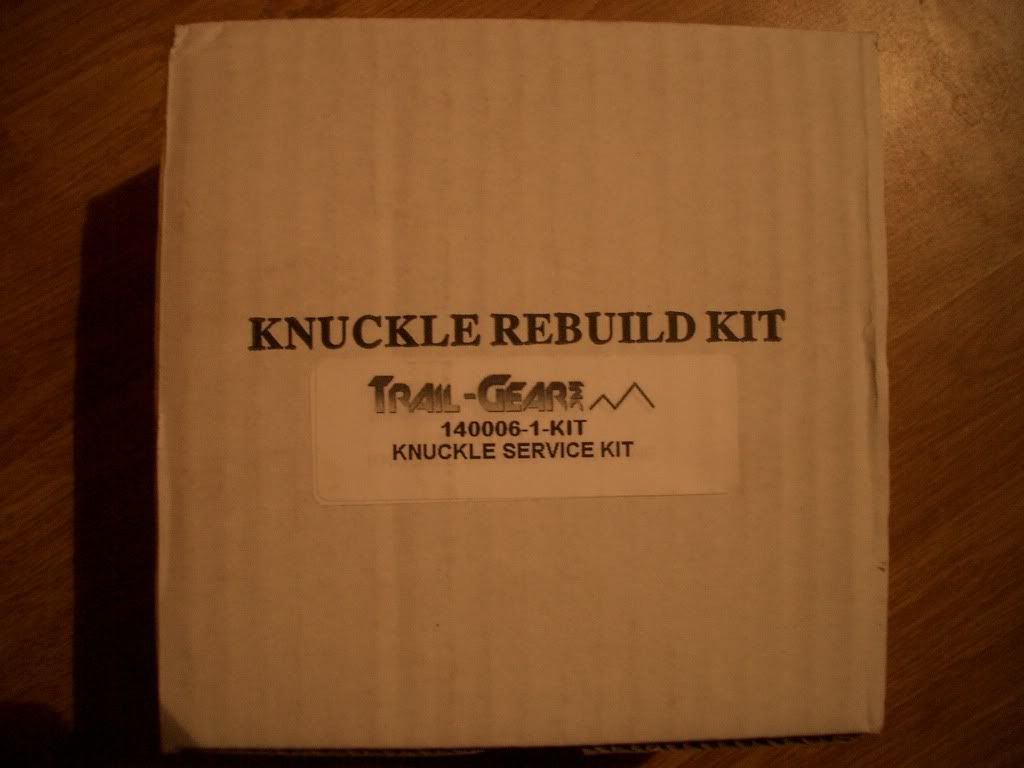 KNUCKLE REBUILD KIT
TRAIL-GEAR
140006-1-KIT
KNUCKLE SERVICE KIT